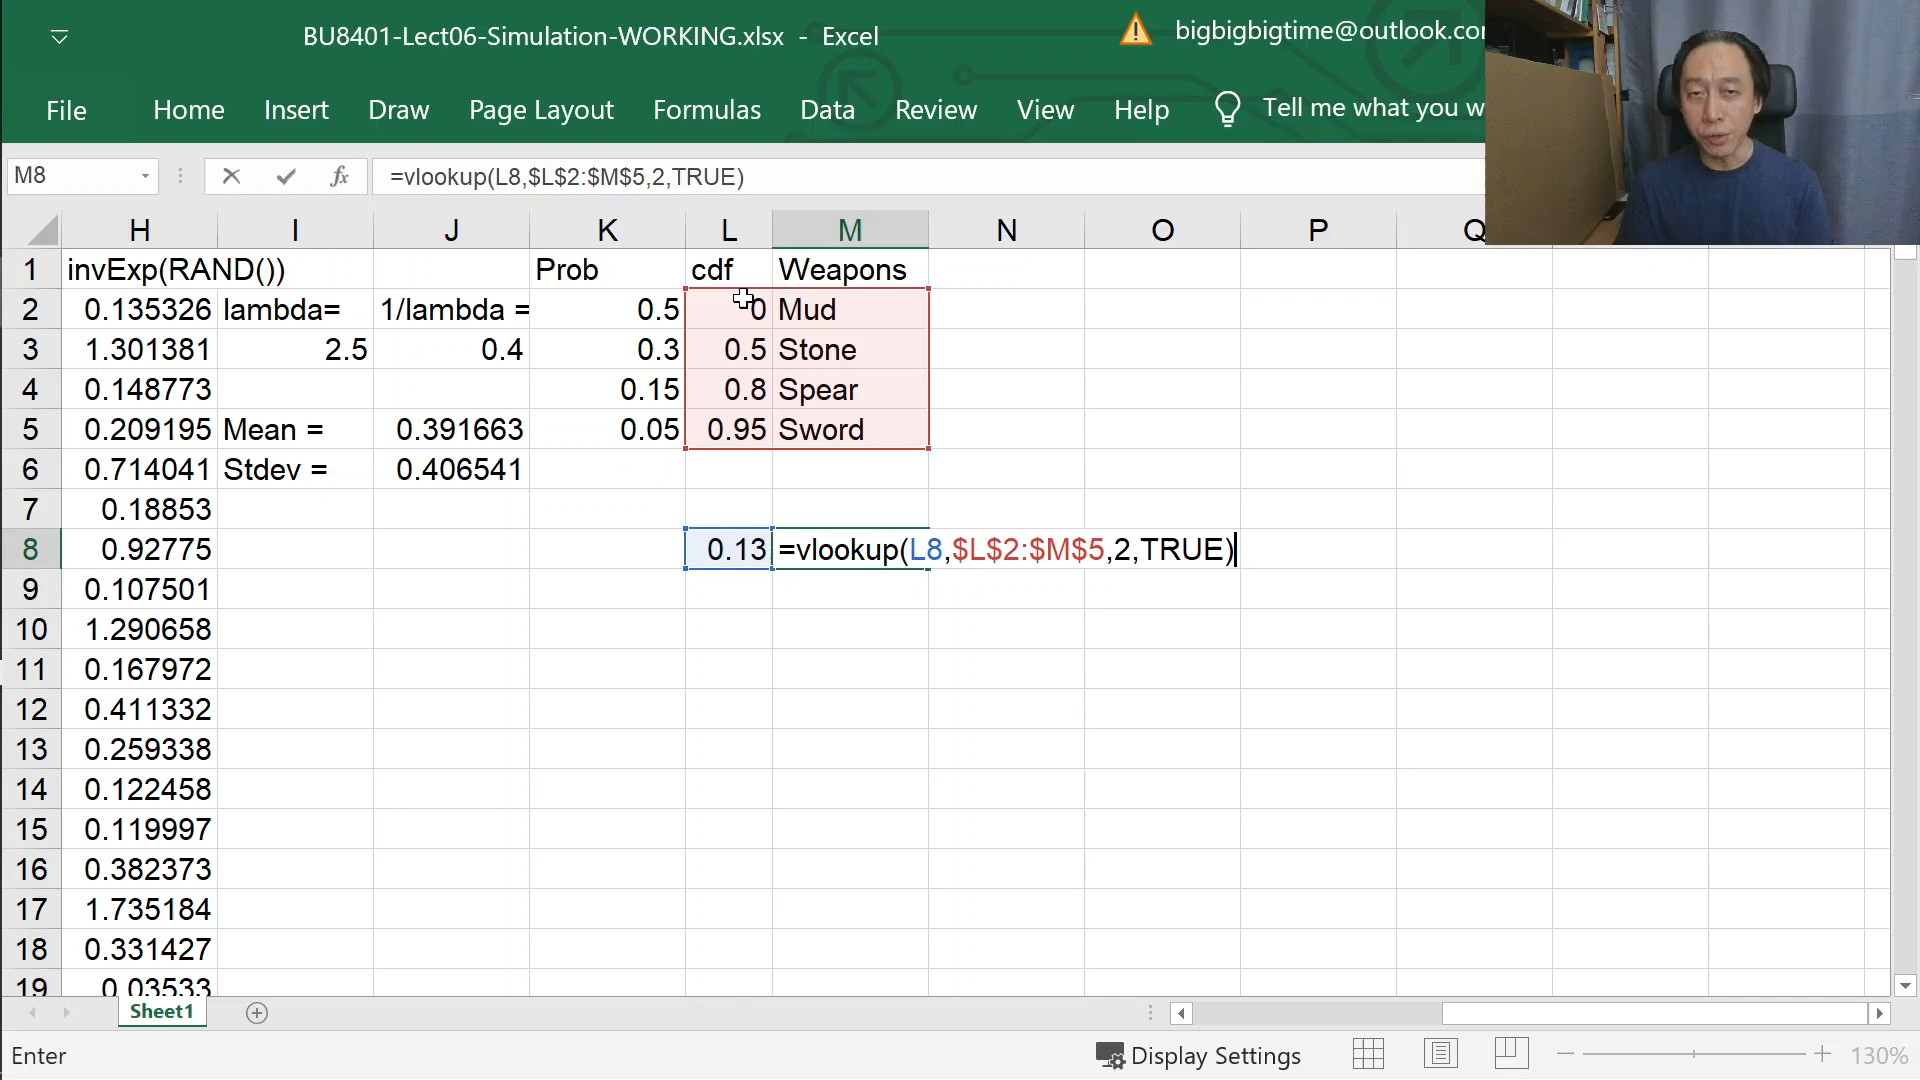 BU8401-Lect06-Simulation-WORKING.xlsx - Excel
bigbigbigtime@outlook.co
File Home Insert Draw Page Layout Formulas Data Review View Help Tell me what you w
M8 fx =vlookup(L8,$L$2:$M$5,2,TRUE)
H I J K L M N O P Q
1 invExp(RAND()) Prob cdf Weapons
2 0.135326 lambda= 1/lambda = 0.5 0 Mud
3 1.301381 2.5 0.4 0.3 0.5 Stone
4 0.148773 0.15 0.8 Spear
5 0.209195 Mean = 0.391663 0.05 0.95 Sword
6 0.714041 Stdev = 0.406541
7 0.18853
8 0.92775 0.13 =vlookup(L8,$L$2:$M$5,2,TRUE)
9 0.107501
10 1.290658
11 0.167972
12 0.411332
13 0.259338
14 0.122458
15 0.119997
16 0.382373
17 1.735184
18 0.331427
19 0.03533
Sheet1
Enter Display Settings 130%